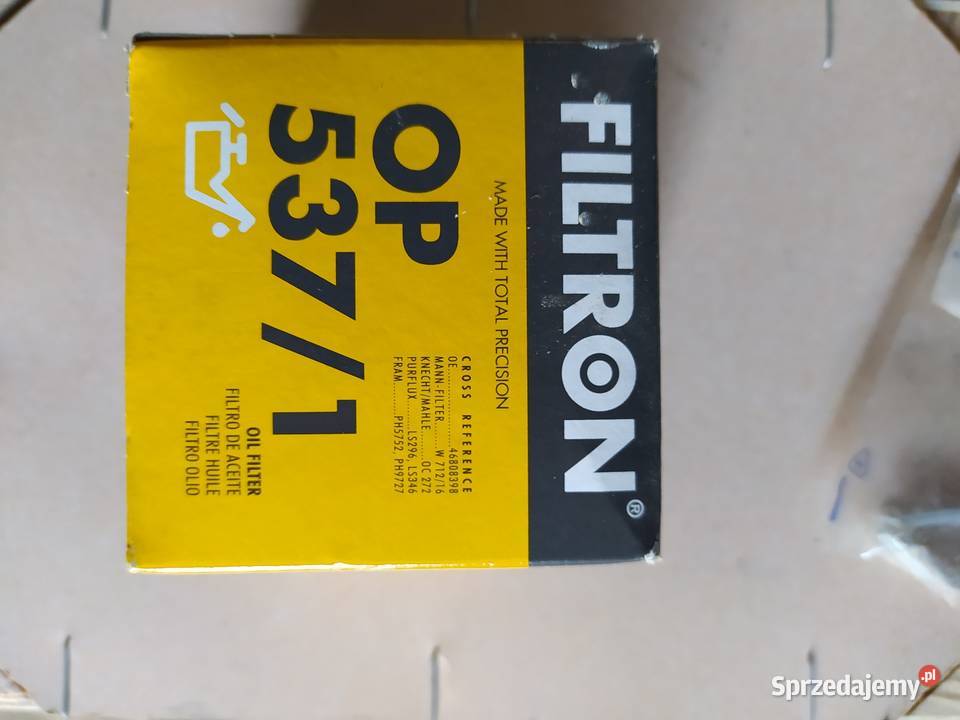 FILTRON®
MADE WITH TOTAL PRECISION
OP
537/1
CROSS REFERENCE
OE....................46808398
MANN-FILTER.......W 712/16
KNECHT/MAHLE.......OC 272
PURFLUX.......LS296, LS346
FRAM.......PH5752, PH9727
OIL FILTER
FILTRO DE ACEITE
FILTRE HUILE
FILTRO OLIO
Sprzedajemy.pl